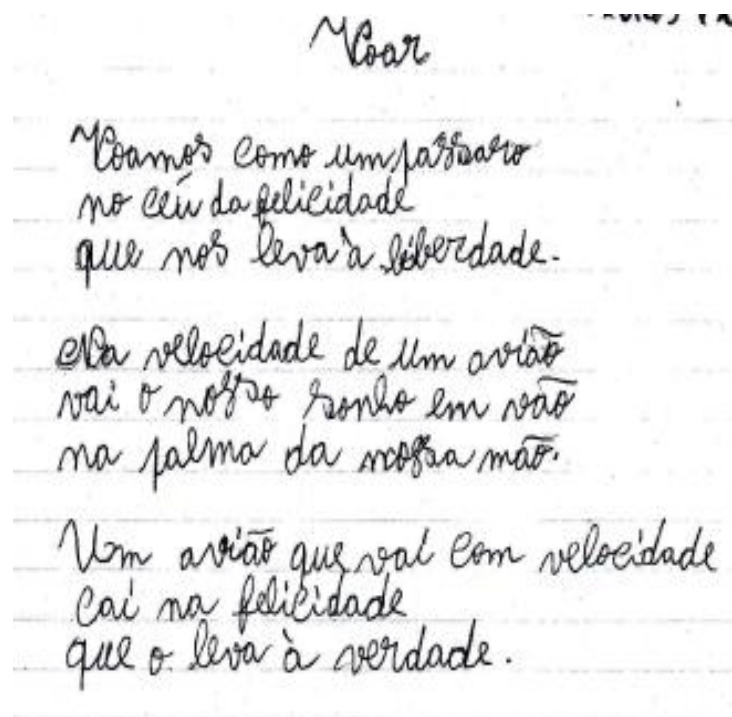 Voar
Voamos como um pássaro
no céu da felicidade
que nos leva à liberdade.
Na velocidade de um avião
vai o nosso sonho em vão
na palma da nossa mão.
Um avião que vai com velocidade
cai na felicidade
que o leva à verdade.